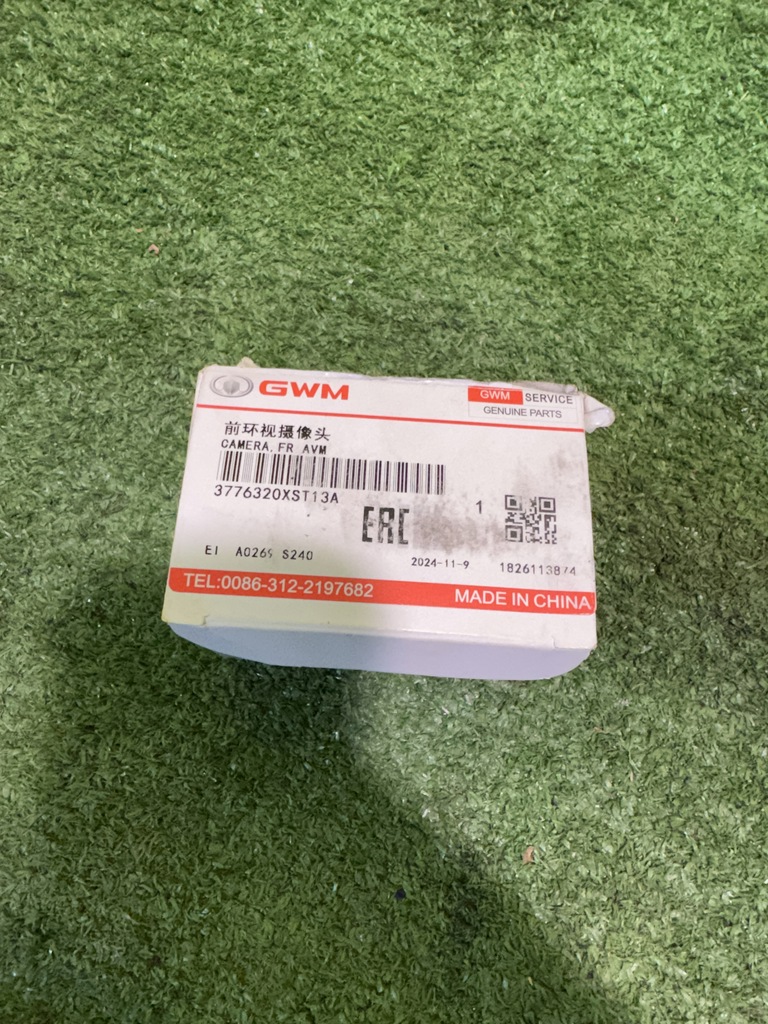 GWM
GWM SERVICE
GENUINE PARTS
前环视摄像头
CAMERA, FR AVM
3776320XST13A
1
EAC
EI A0269 S240
2024-11-9
1826113874
TEL:0086-312-2197682
MADE IN CHINA